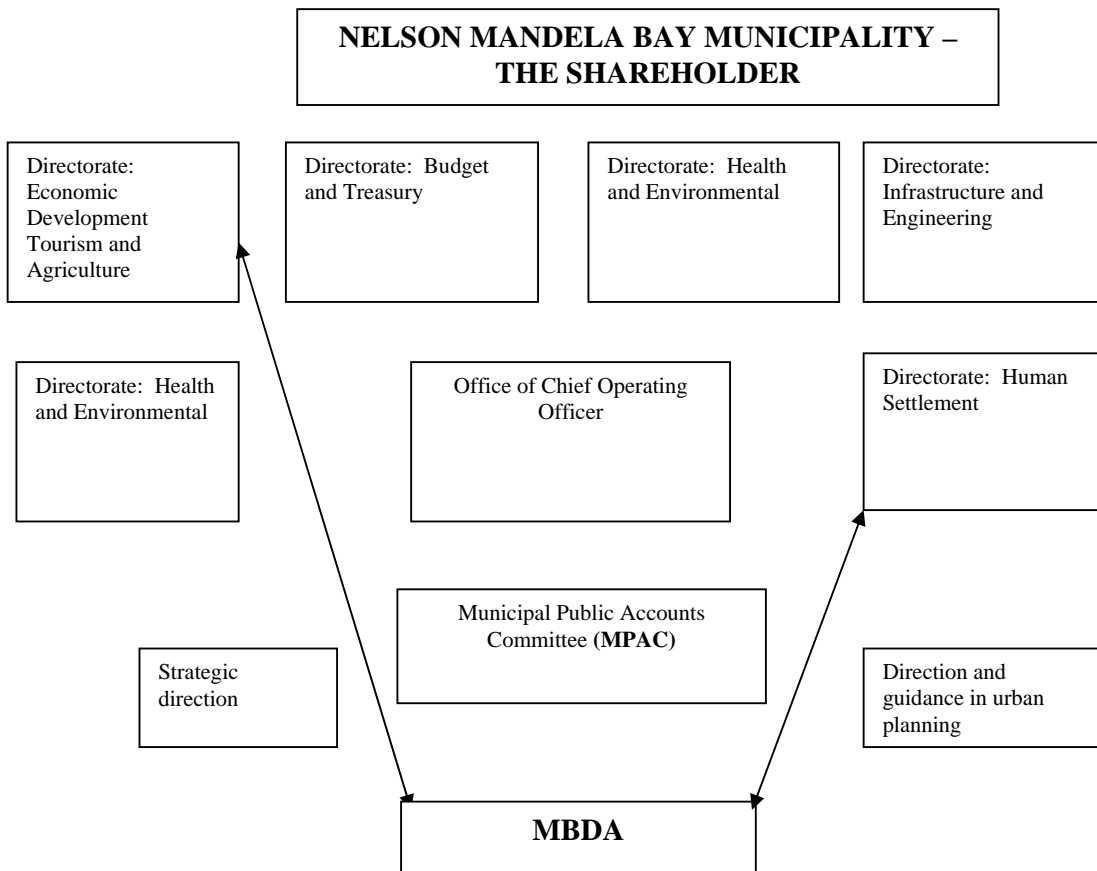 NELSON MANDELA BAY MUNICIPALITY –
THE SHAREHOLDER
Directorate:
Economic
Development
Tourism and
Agriculture
Directorate: Budget
and Treasury
Directorate: Health
and Environmental
Directorate:
Infrastructure and
Engineering
Directorate: Health
and Environmental
Office of Chief Operating
Officer
Directorate: Human
Settlement
Municipal Public Accounts
Committee (MPAC)
Strategic
direction
Direction and
guidance in urban
planning
MBDA